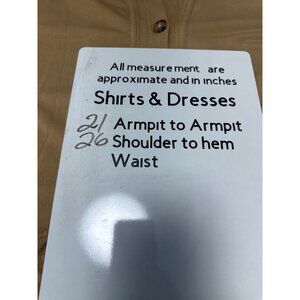 All measurement are
approximate and in inches
Shirts & Dresses
21 Armpit to Armpit
26 Shoulder to hem
Waist